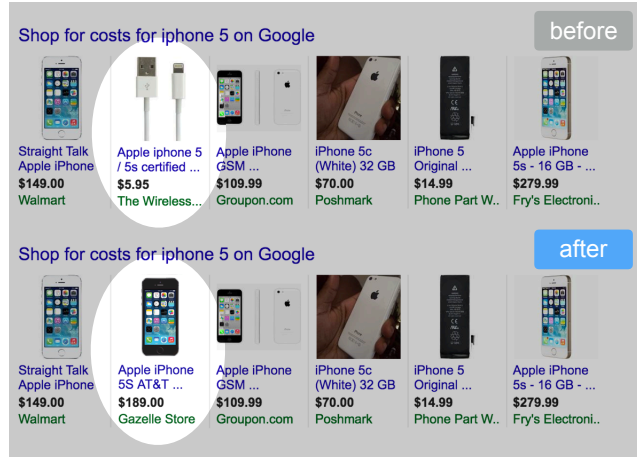 before
Shop for costs for iphone 5 on Google
Straight Talk
Apple iPhone
$149.00
Walmart
Apple iphone 5
/ 5s certified ...
$5.95
The Wireless...
Apple iPhone
GSM ...
$109.99
Groupon.com
iPhone 5c
(White) 32 GB
$70.00
Poshmark
iPhone 5
Original ...
$14.99
Phone Part W..
Apple iPhone
5s - 16 GB - ...
$279.99
Fry's Electroni..
after
Shop for costs for iphone 5 on Google
Straight Talk
Apple iPhone
$149.00
Walmart
Apple iPhone
5S AT&T ...
$189.00
Gazelle Store
Apple iPhone
GSM ...
$109.99
Groupon.com
iPhone 5c
(White) 32 GB
$70.00
Poshmark
iPhone 5
Original ...
$14.99
Phone Part W..
Apple iPhone
5s - 16 GB - ...
$279.99
Fry's Electroni..